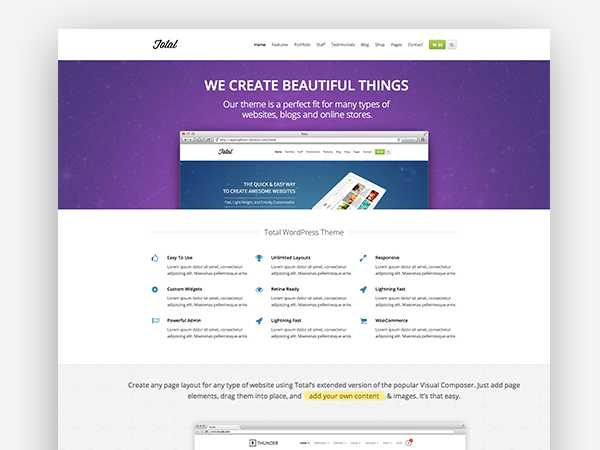 Total
Home Features Portfolio Staff Testimonials Blog Shop Pages Contact
WE CREATE BEAUTIFUL THINGS
Our theme is a perfect fit for many types of
websites, blogs and online stores.
Total
THE QUICK & EASY WAY
TO CREATE AWESOME WEBSITES
Total WordPress Theme
Easy To Use
Lorem ipsum dolor sit amet, consectetur
adipiscing elit. Maecenas pellentesque ante
Unlimited Layouts
Lorem ipsum dolor sit amet, consectetur
adipiscing elit. Maecenas pellentesque ante
Responsive
Lorem ipsum dolor sit amet, consectetur
adipiscing elit. Maecenas pellentesque ante
Custom Widgets
Lorem ipsum dolor sit amet, consectetur
adipiscing elit. Maecenas pellentesque ante
Retina Ready
Lorem ipsum dolor sit amet, consectetur
adipiscing elit. Maecenas pellentesque ante
Lightning Fast
Lorem ipsum dolor sit amet, consectetur
adipiscing elit. Maecenas pellentesque ante
Powerful Admin
Lorem ipsum dolor sit amet, consectetur
adipiscing elit. Maecenas pellentesque ante
Lightning Fast
Lorem ipsum dolor sit amet, consectetur
adipiscing elit. Maecenas pellentesque ante
WooCommerce
Lorem ipsum dolor sit amet, consectetur
adipiscing elit. Maecenas pellentesque ante
Create any page layout for any type of website using Total's extended version of the popular Visual Composer. Just add page
elements, drag them into place, and add your own content & images. It's that easy.
THUNDER